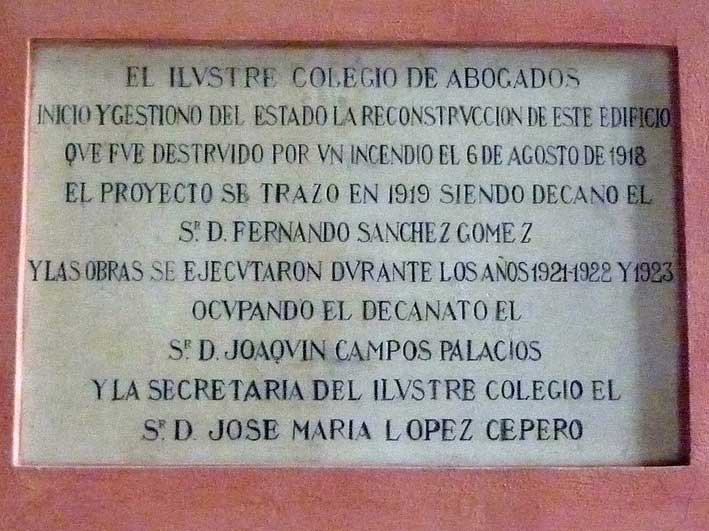 EL ILVSTRE COLEGIO DE ABOGADOS
INICIO Y GESTIONO DEL ESTADO LA RECONSTRVCCION DE ESTE EDIFICIO
QVE FVE DESTRVIDO POR VN INCENDIO EL 6 DE AGOSTO DE 1918
EL PROYECTO SE TRAZO EN 1919 SIENDO DECANO EL
SR. D. FERNANDO SANCHEZ GOMEZ
Y LAS OBRAS SE EJECVTARON DVRANTE LOS AÑOS 1921-1922 Y 1923
OCVPANDO EL DECANATO EL
SR. D. JOAQVIN CAMPOS PALACIOS
Y LA SECRETARIA DEL ILVSTRE COLEGIO EL
SR. D. JOSE MARIA LOPEZ CEPERO